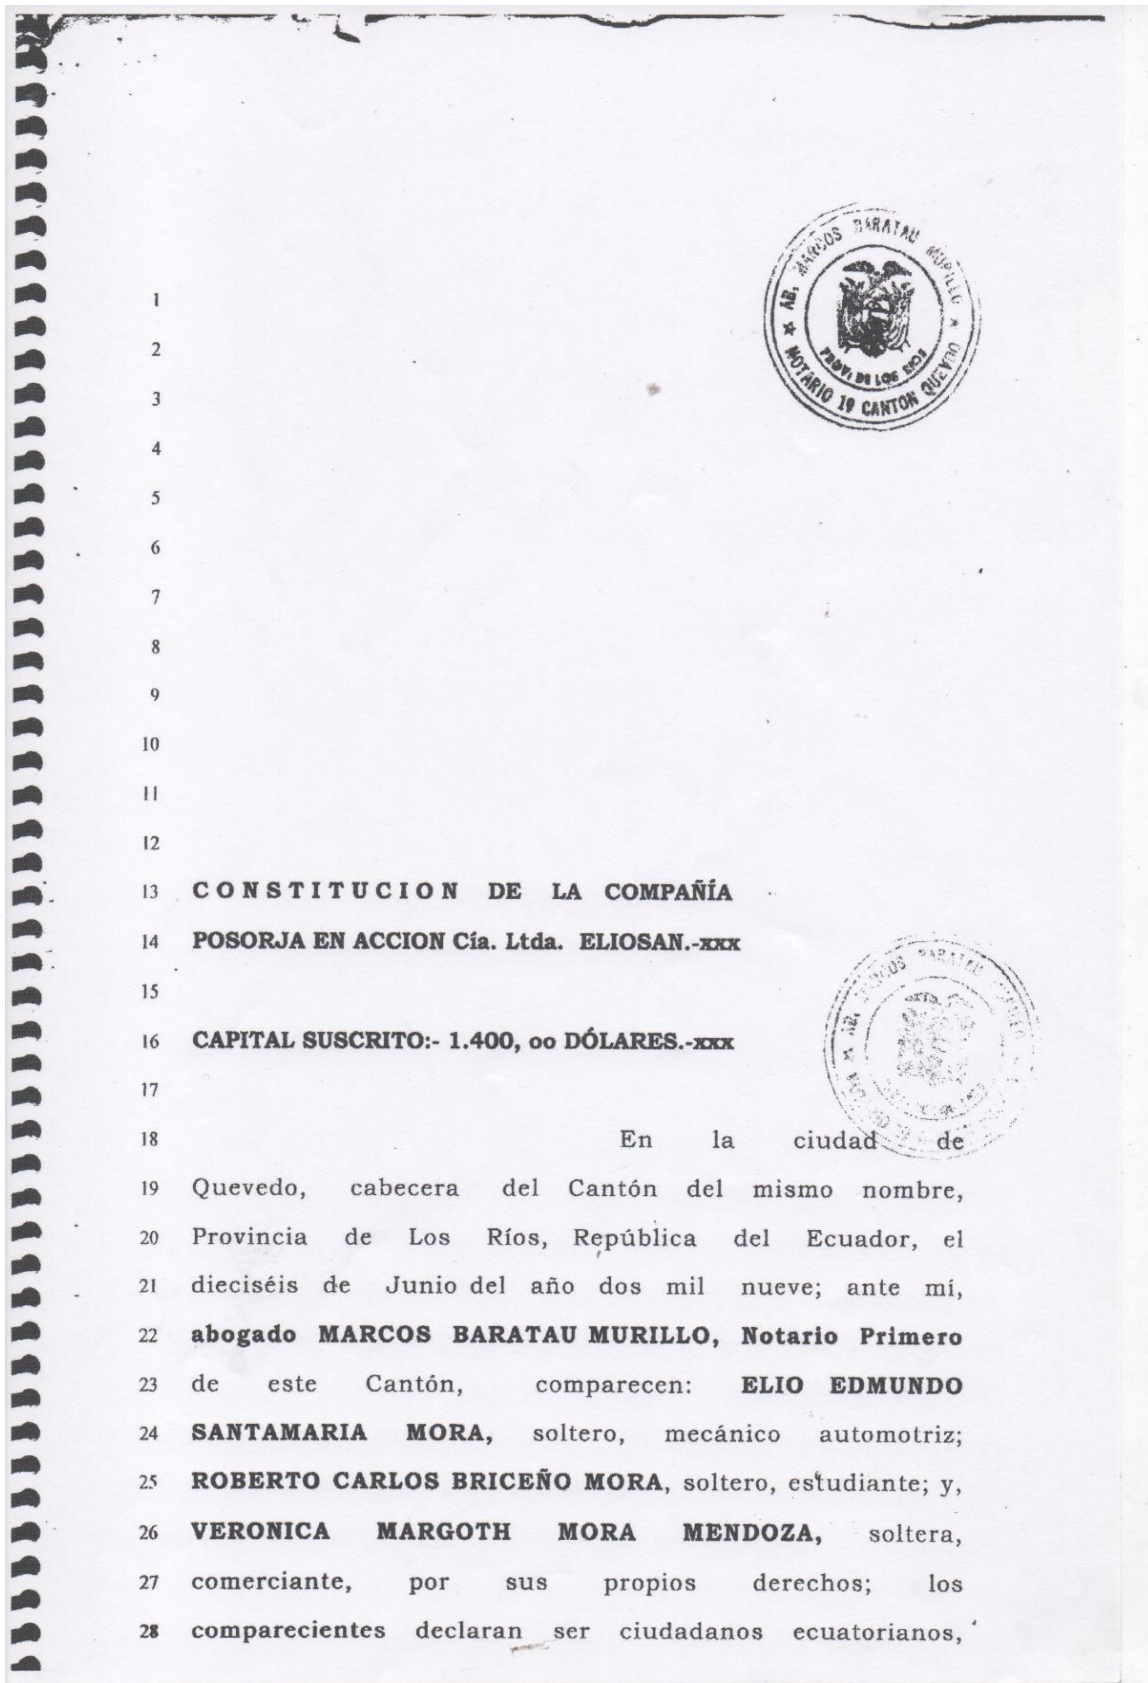 AB. MARCOS BARATAU MURILLO
NOTARIO 1º CANTON QUEVEDO
PROV. DE LOS RIOS
1
2
3
4
5
6
7
8
9
10
11
12
13 CONSTITUCION DE LA COMPAÑÍA
14 POSORJA EN ACCION Cía. Ltda. ELIOSAN.-xxx
15
16 CAPITAL SUSCRITO:- 1.400, oo DÓLARES.-xxx
17
AB. MARCOS BARATAU
18 En la ciudad de
19 Quevedo, cabecera del Cantón del mismo nombre,
20 Provincia de Los Ríos, República del Ecuador, el
21 dieciséis de Junio del año dos mil nueve; ante mí,
22 abogado MARCOS BARATAU MURILLO, Notario Primero
23 de este Cantón, comparecen: ELIO EDMUNDO
24 SANTAMARIA MORA, soltero, mecánico automotriz;
25 ROBERTO CARLOS BRICEÑO MORA, soltero, estudiante; y,
26 VERONICA MARGOTH MORA MENDOZA, soltera,
27 comerciante, por sus propios derechos; los
28 comparecientes declaran ser ciudadanos ecuatorianos,